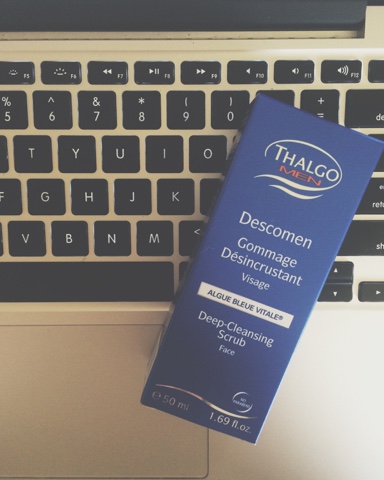 F5 F6 F7 F8 F9 F10 F11 F12
% ^ & * ( ) +
5 6 7 8 9 0 =
T Y U I O
F G H J K
V B N M <
THALGO
MEN
Descomen
Gommage
Désincrustant
Visage
ALGUE BLEUE VITALE®
Deep-Cleansing
Scrub
Face
℮ 50 ml
1.69 fl.oz.